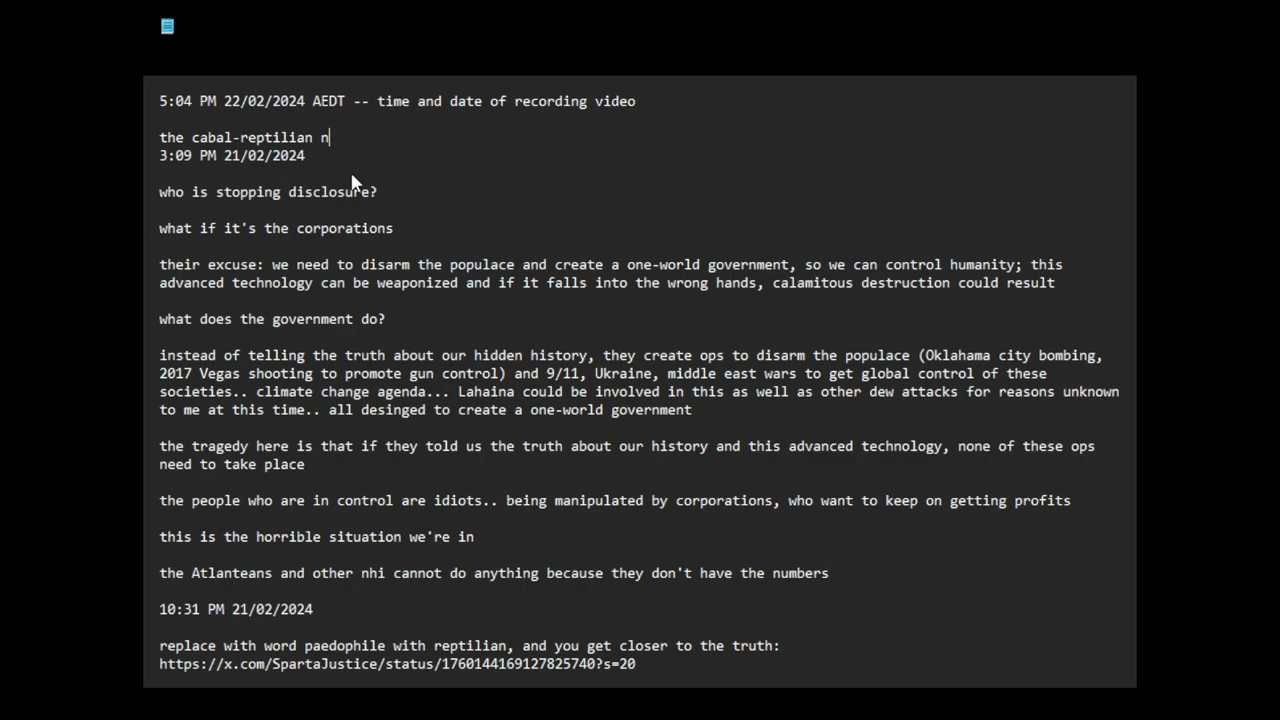 5:04 PM 22/02/2024 AEDT -- time and date of recording video
the cabal-reptilian n
3:09 PM 21/02/2024
who is stopping disclosure?
what if it's the corporations
their excuse: we need to disarm the populace and create a one-world government, so we can control humanity; this
advanced technology can be weaponized and if it falls into the wrong hands, calamitous destruction could result
what does the government do?
instead of telling the truth about our hidden history, they create ops to disarm the populace (Oklahoma city bombing,
2017 Vegas shooting to promote gun control) and 9/11, Ukraine, middle east wars to get global control of these
societies.. climate change agenda... Lahaina could be involved in this as well as other dew attacks for reasons unknown
to me at this time.. all desinged to create a one-world government
the tragedy here is that if they told us the truth about our history and this advanced technology, none of these ops
need to take place
the people who are in control are idiots.. being manipulated by corporations, who want to keep on getting profits
this is the horrible situation we're in
the Atlanteans and other nhi cannot do anything because they don't have the numbers
10:31 PM 21/02/2024
replace with word paedophile with reptilian, and you get closer to the truth:
https://x.com/SpartaJustice/status/1760144169127825740?s=20